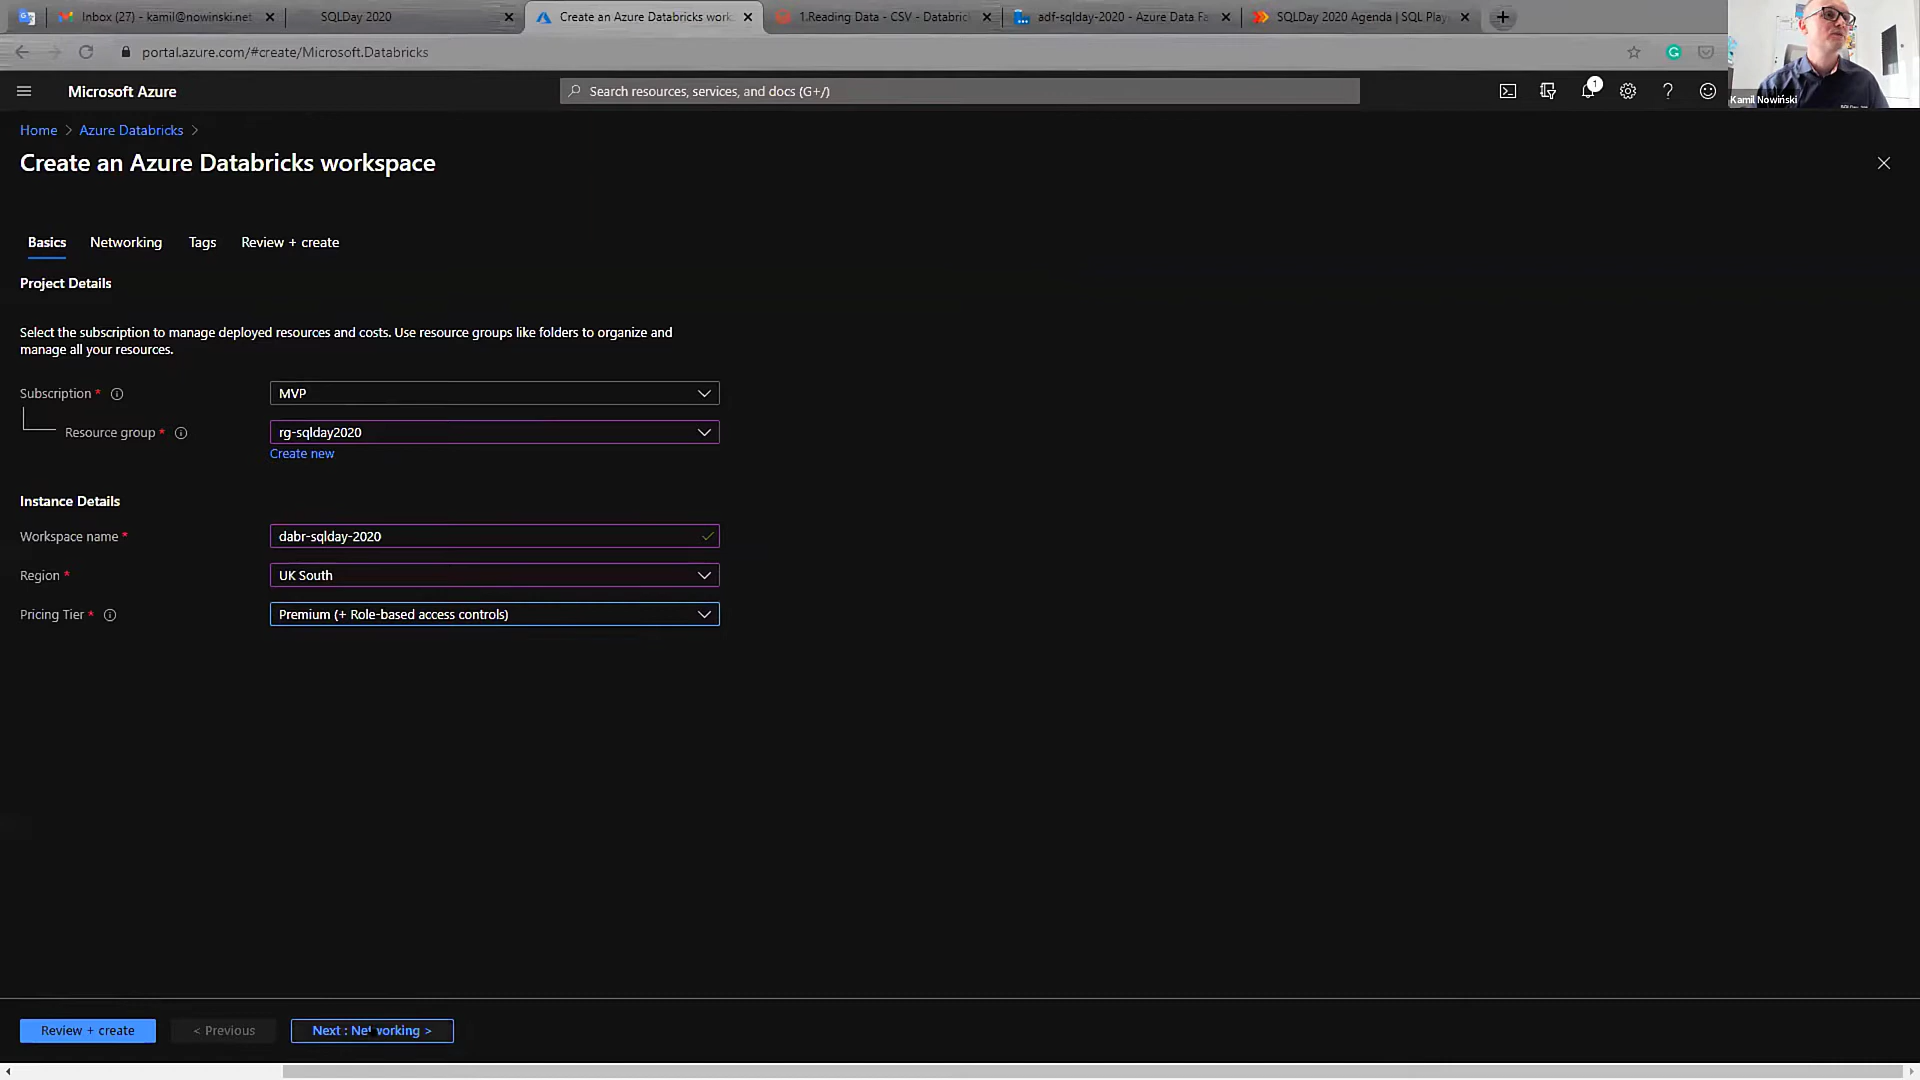 Inbox (27) - kamil@nowinski.net
SQLDay 2020
Create an Azure Databricks work
1.Reading Data - CSV - Databric
adf-sqlday-2020 - Azure Data Fa
SQLDay 2020 Agenda | SQL Play
portal.azure.com/#create/Microsoft.Databricks
Microsoft Azure
Search resources, services, and docs (G+/)
1
Kamil Nowiński
Home > Azure Databricks >
Create an Azure Databricks workspace
Basics Networking Tags Review + create
Project Details
Select the subscription to manage deployed resources and costs. Use resource groups like folders to organize and
manage all your resources.
Subscription * MVP
Resource group * rg-sqlday2020
Create new
Instance Details
Workspace name * dabr-sqlday-2020
Region * UK South
Pricing Tier * Premium (+ Role-based access controls)
Review + create < Previous Next : Networking >